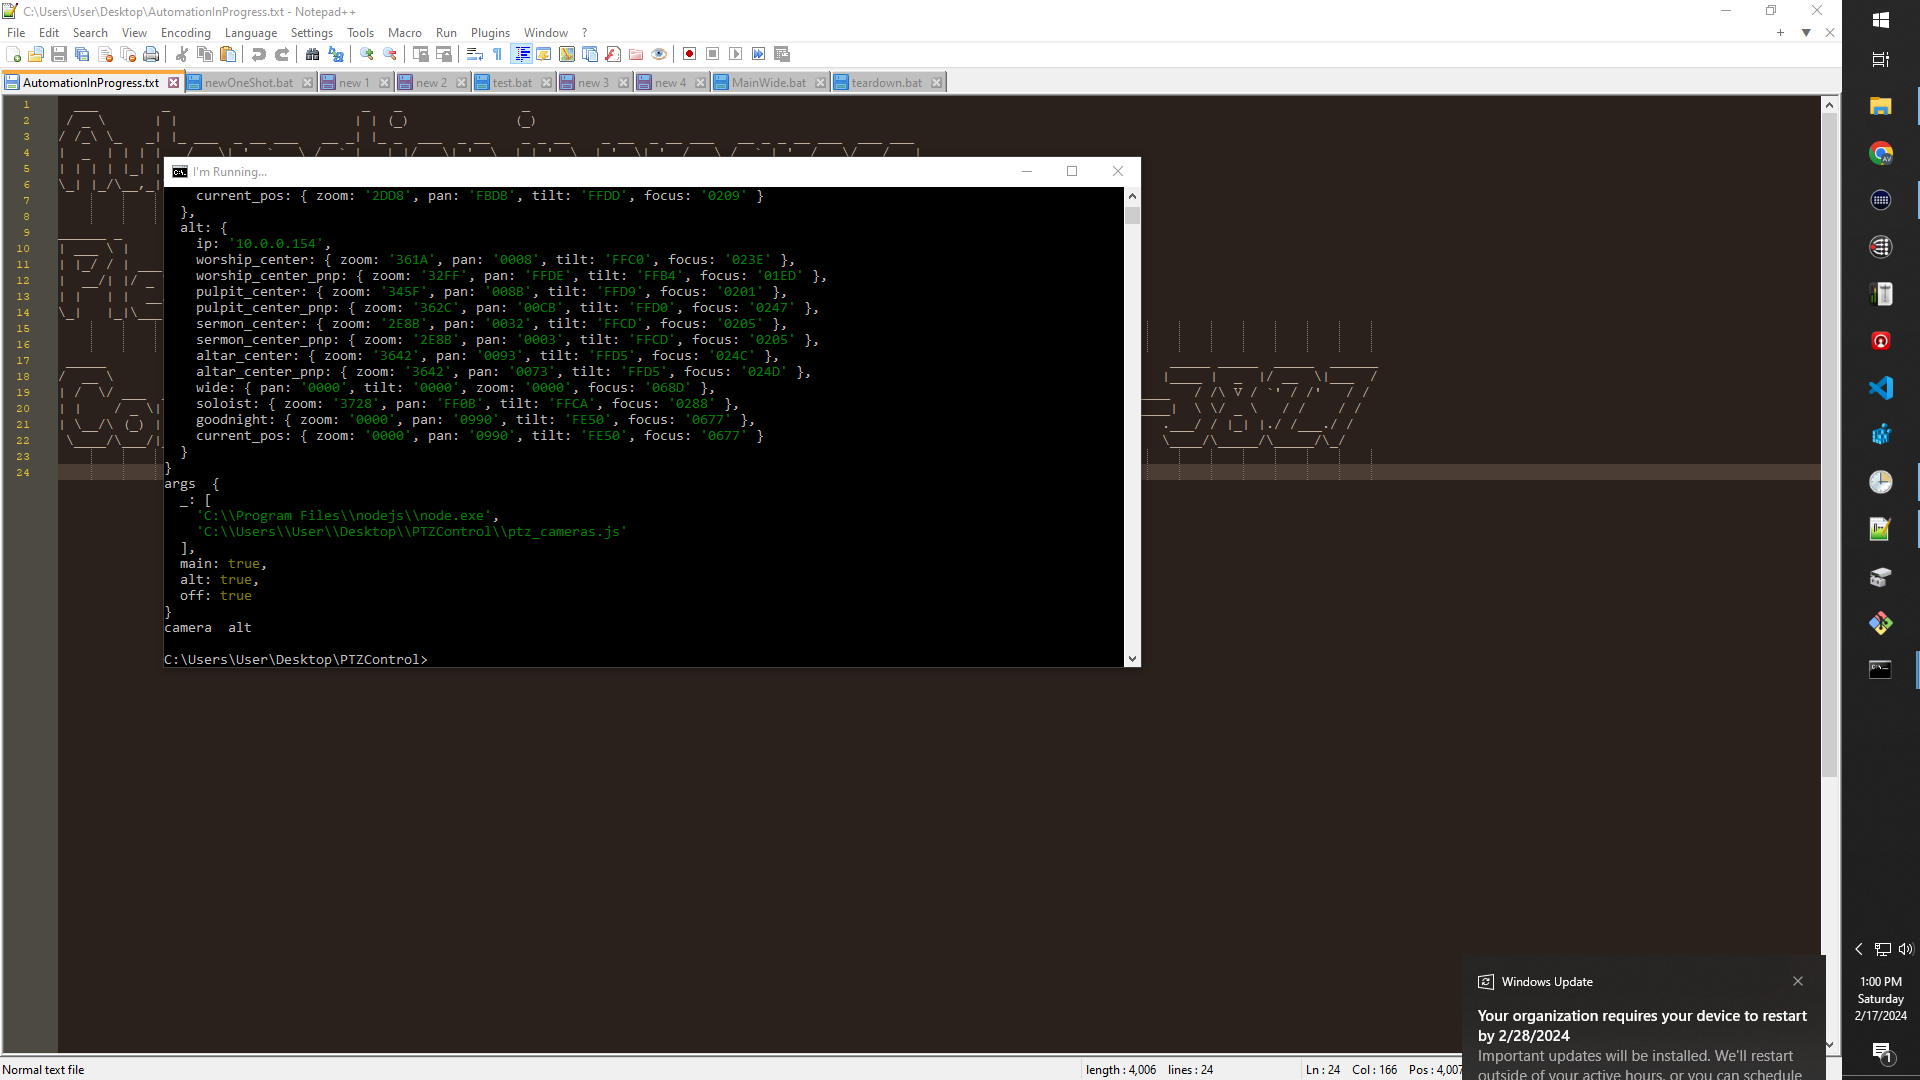 C:\Users\User\Desktop\AutomationInProgress.txt - Notepad++
File Edit Search View Encoding Language Settings Tools Macro Run Plugins Window ?
AutomationInProgress.txt newOneShot.bat new 1 new 2 test.bat new 3 new 4 MainWide.bat teardown.bat
1
2
3
4
5
6
7
8
9
10
11
12
13
14
15
16
17
18
19
20
21
22
23
24
I'm Running...
current_pos: { zoom: '2DD8', pan: 'FBDB', tilt: 'FFDD', focus: '0209' }
},
alt: {
ip: '10.0.0.154',
worship_center: { zoom: '361A', pan: '0008', tilt: 'FFC0', focus: '023E' },
worship_center_pnp: { zoom: '32FF', pan: 'FFDE', tilt: 'FFB4', focus: '01ED' },
pulpit_center: { zoom: '345F', pan: '008B', tilt: 'FFD9', focus: '0201' },
pulpit_center_pnp: { zoom: '362C', pan: '00CB', tilt: 'FFD0', focus: '0247' },
sermon_center: { zoom: '2E8B', pan: '0032', tilt: 'FFCD', focus: '0205' },
sermon_center_pnp: { zoom: '2E8B', pan: '0003', tilt: 'FFCD', focus: '0205' },
altar_center: { zoom: '3642', pan: '0093', tilt: 'FFD5', focus: '024C' },
altar_center_pnp: { zoom: '3642', pan: '0073', tilt: 'FFD5', focus: '024D' },
wide: { pan: '0000', tilt: '0000', zoom: '0000', focus: '068D' },
soloist: { zoom: '3728', pan: 'FF0B', tilt: 'FFCA', focus: '0288' },
goodnight: { zoom: '0000', pan: '0990', tilt: 'FE50', focus: '0677' },
current_pos: { zoom: '0000', pan: '0990', tilt: 'FE50', focus: '0677' }
}
}
args {
_: [
'C:\\Program Files\\nodejs\\node.exe',
'C:\\Users\\User\\Desktop\\PTZControl\\ptz_cameras.js'
],
main: true,
alt: true,
off: true
}
camera alt
C:\Users\User\Desktop\PTZControl>
Windows Update
Your organization requires your device to restart
by 2/28/2024
Important updates will be installed. We'll restart
outside of your active hours, or you can schedule
1:00 PM
Saturday
2/17/2024
1
Normal text file length : 4,006 lines : 24 Ln : 24 Col : 166 Pos : 4,007